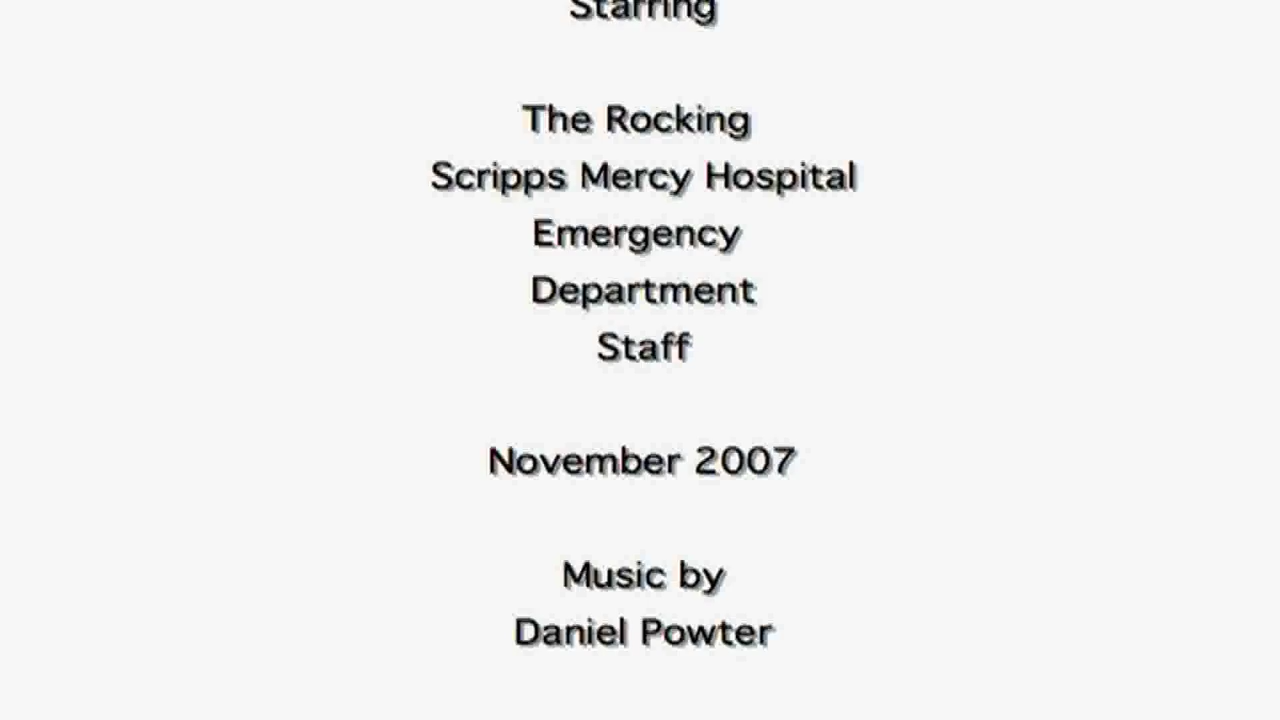 Starring
The Rocking
Scripps Mercy Hospital
Emergency
Department
Staff
November 2007
Music by
Daniel Powter